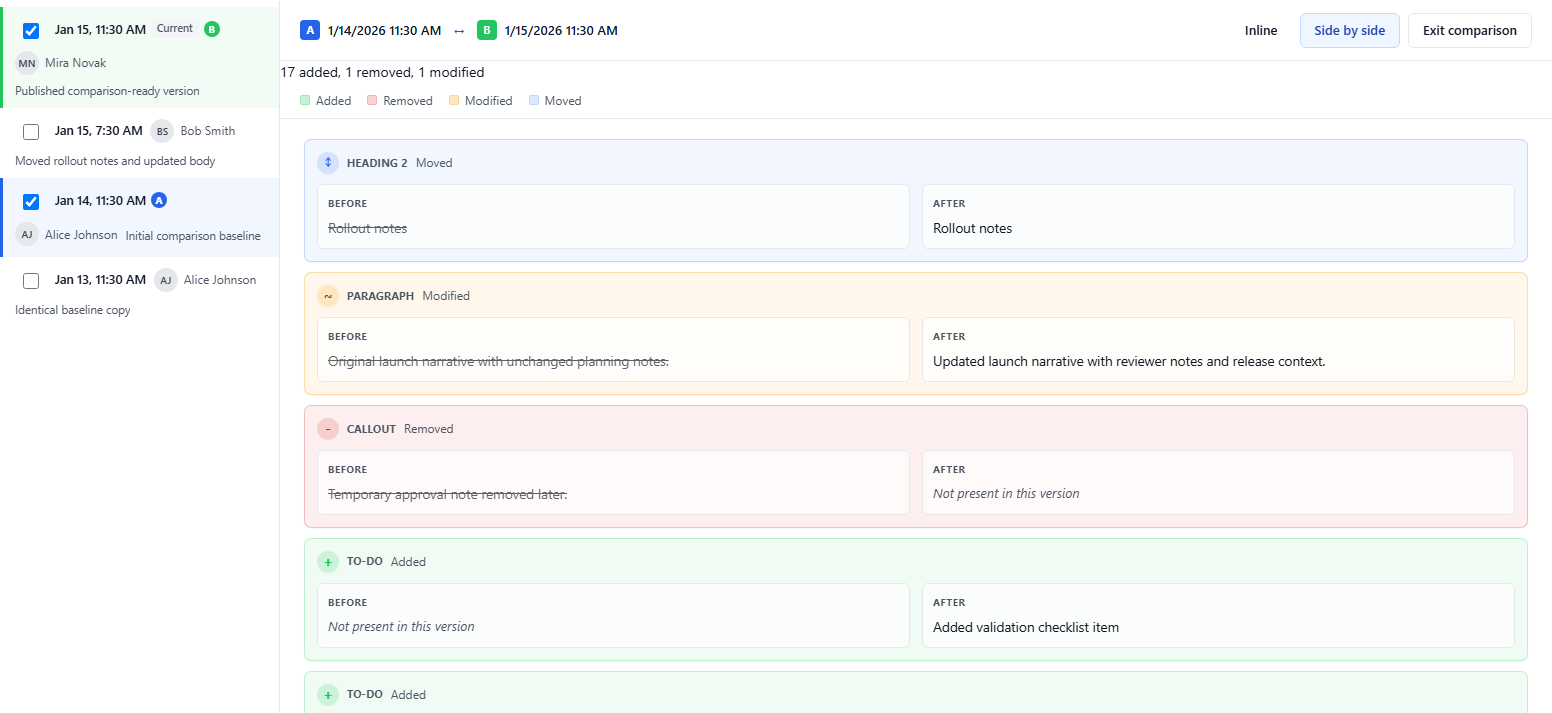 Jan 15, 11:30 AM Current B
MN Mira Novak
Published comparison-ready version
Jan 15, 7:30 AM BS Bob Smith
Moved rollout notes and updated body
Jan 14, 11:30 AM A
AJ Alice Johnson Initial comparison baseline
Jan 13, 11:30 AM AJ Alice Johnson
Identical baseline copy
A 1/14/2026 11:30 AM ↔ B 1/15/2026 11:30 AM
Inline Side by side Exit comparison
17 added, 1 removed, 1 modified
Added Removed Modified Moved
↕ HEADING 2 Moved
BEFORE
Rollout notes
AFTER
Rollout notes
~ PARAGRAPH Modified
BEFORE
Original launch narrative with unchanged planning notes.
AFTER
Updated launch narrative with reviewer notes and release context.
- CALLOUT Removed
BEFORE
Temporary approval note removed later.
AFTER
Not present in this version
+ TO-DO Added
BEFORE
Not present in this version
AFTER
Added validation checklist item
+ TO-DO Added